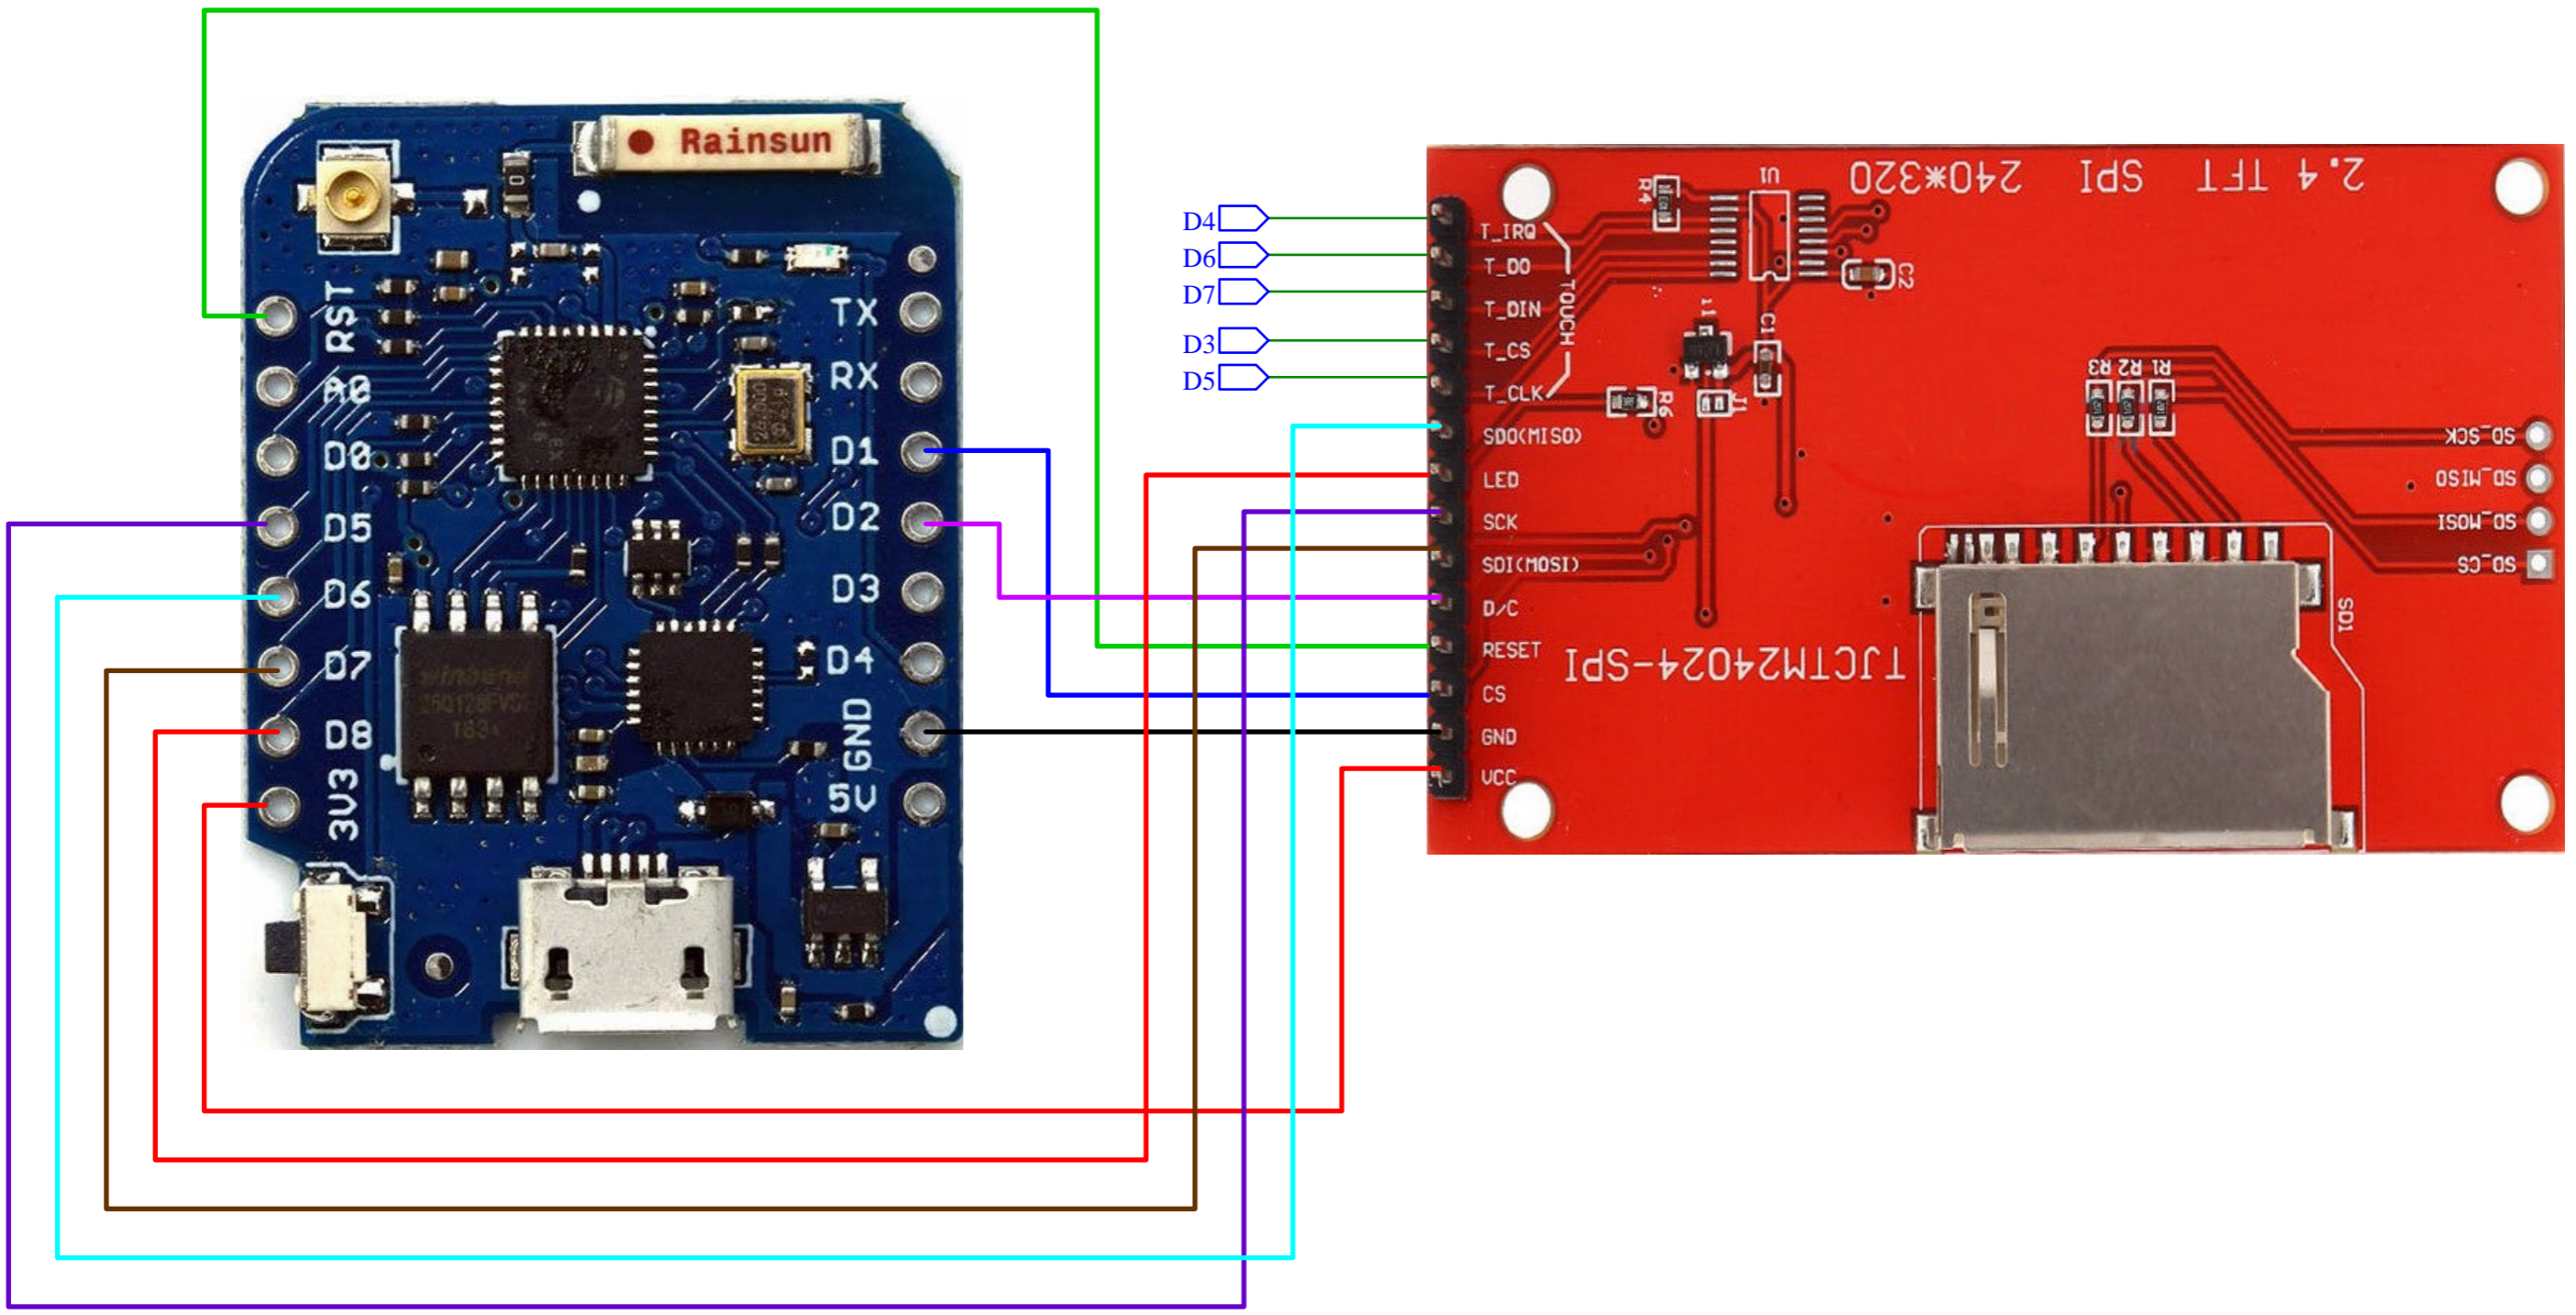 Rainsun
RST
A0
D0
D5
D6
D7
D8
3V3
TX
RX
D1
D2
D3
D4
GND
5V
0
winbond
D4
D6
D7
D3
D5
T_IRQ
T_DO
T_DIN
T_CS
T_CLK
TOUCH
SDO(MISO)
LED
SCK
SDI(MOSI)
D/C
RESET
CS
GND
VCC
2.4 TFT SPI 240*320
R4
U1
C2
C1
R6
J1
R3
R2
R1
SD_SCK
SD_MISO
SD_MOSI
SD_CS
SD1
TJCTM24024-SPI